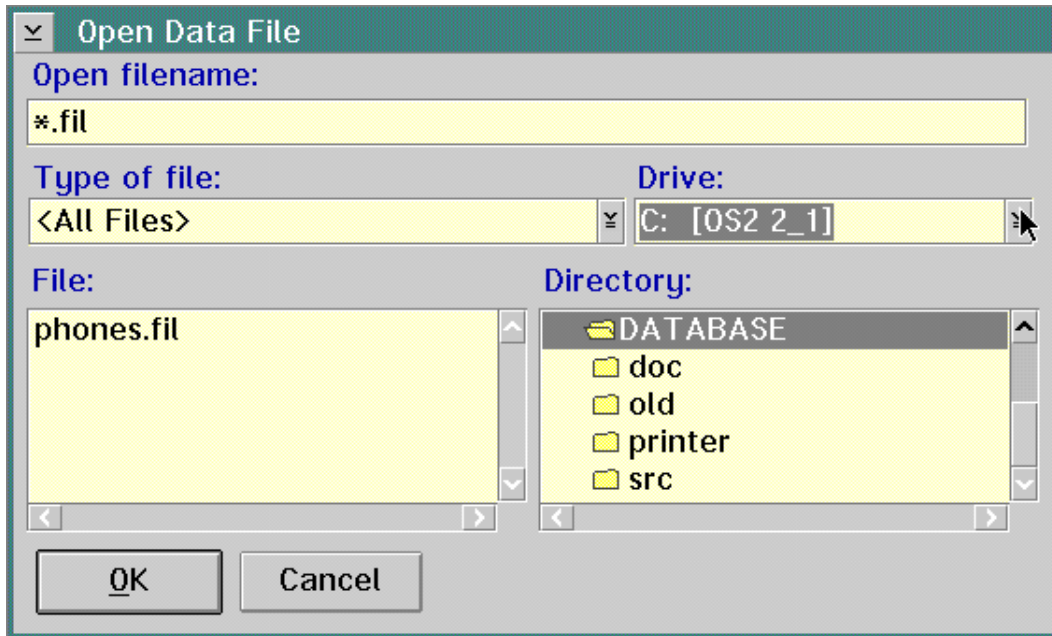 Open Data File
Open filename:
*.fil
Type of file:
Drive:
<All Files>
C: [OS2 2_1]
File:
Directory:
phones.fil
DATABASE
doc
old
printer
src
OK
Cancel